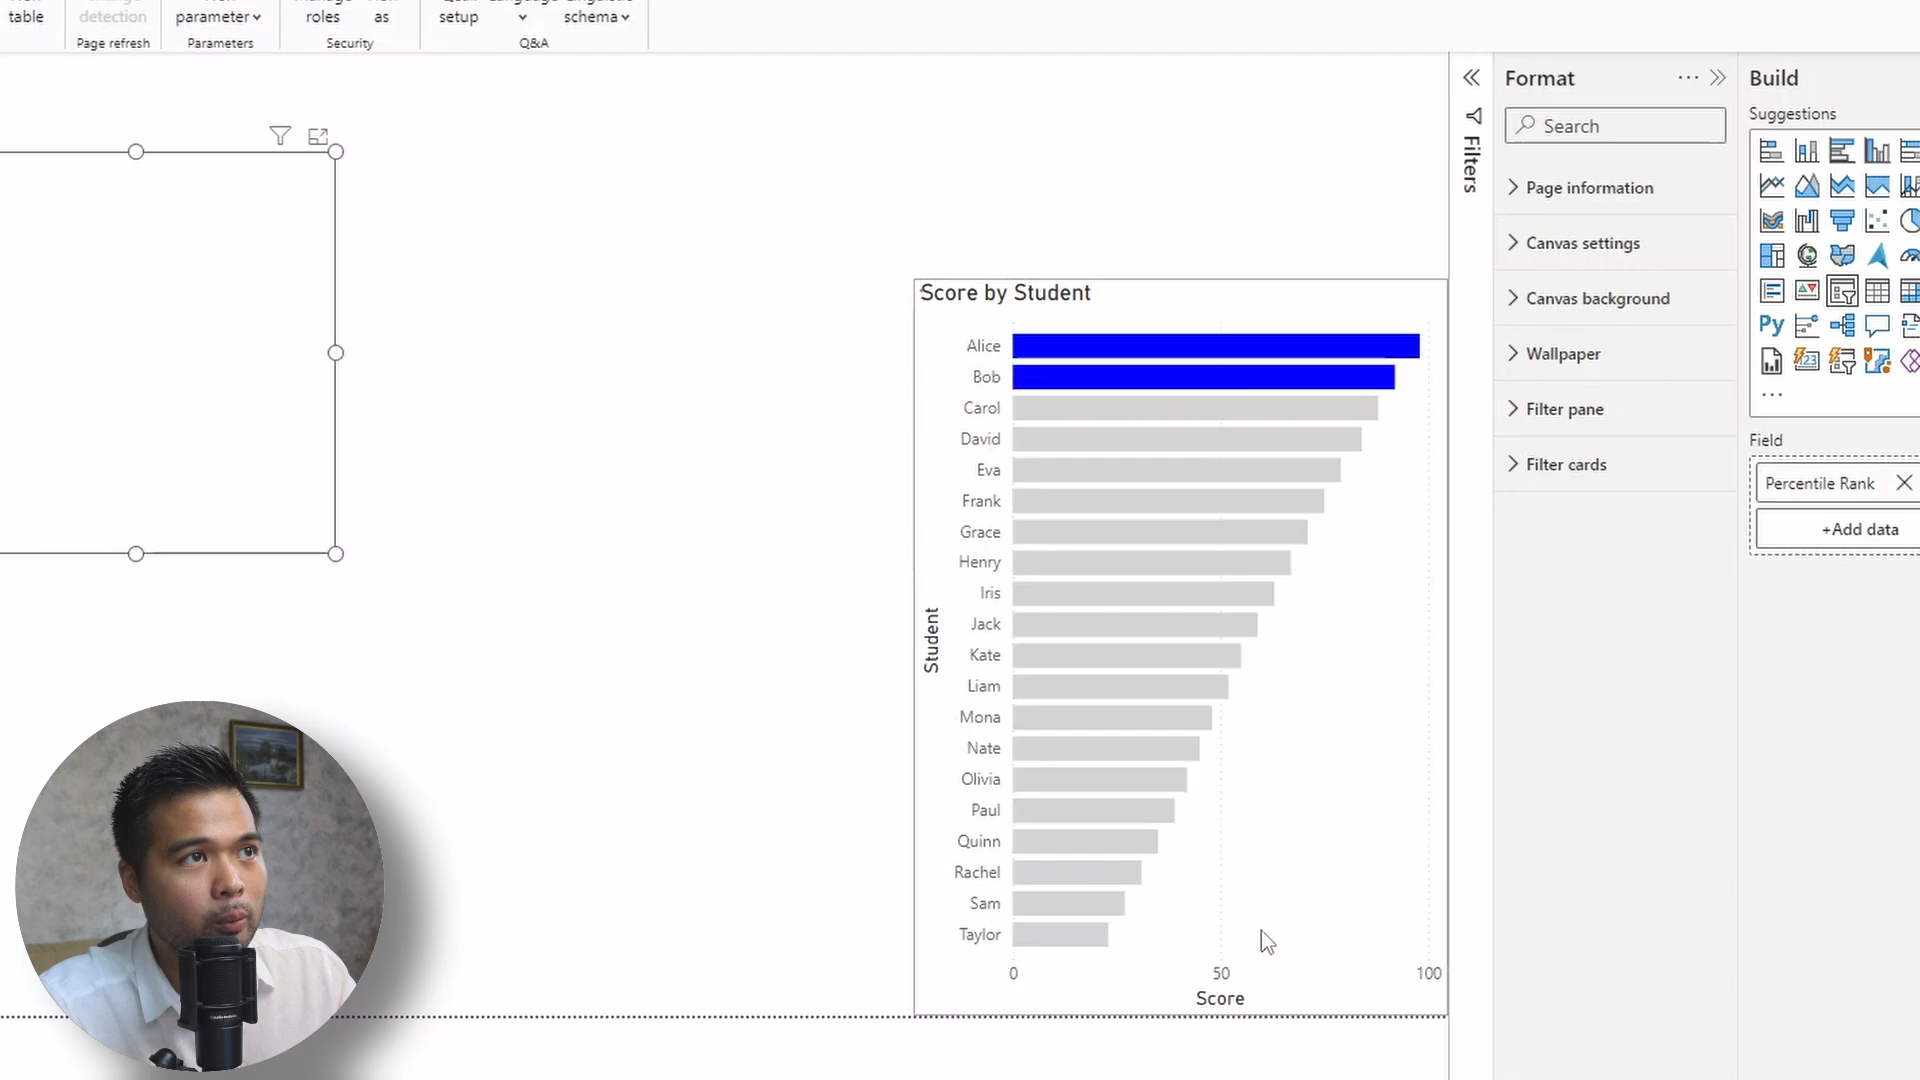 table
detection
parameter
roles
as
setup
schema
Page refresh
Parameters
Security
Q&A
Filters
Format
Search
Page information
Canvas settings
Canvas background
Wallpaper
Filter pane
Filter cards
Build
Suggestions
Py
123
Field
Percentile Rank
+Add data
Score by Student
Student
Alice
Bob
Carol
David
Eva
Frank
Grace
Henry
Iris
Jack
Kate
Liam
Mona
Nate
Olivia
Paul
Quinn
Rachel
Sam
Taylor
0 50 100
Score